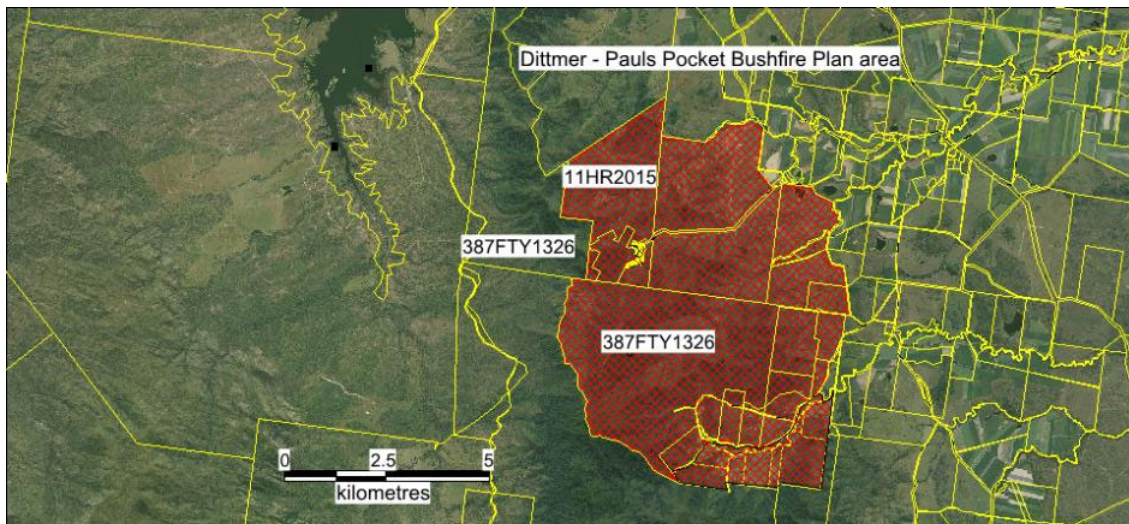 Dittmer - Pauls Pocket Bushfire Plan area
11HR2015
387FTY1326
387FTY1326
0 2.5 5
kilometres